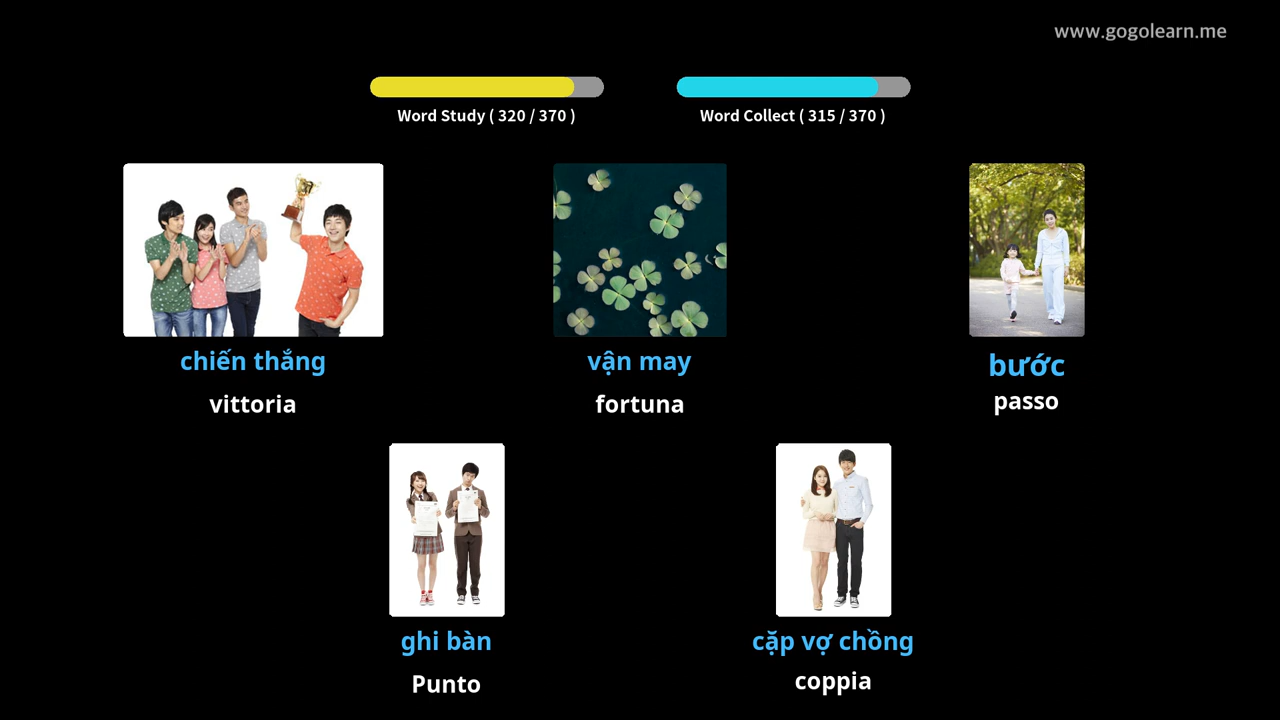 www.gogolearn.me
Word Study ( 320 / 370 )
Word Collect ( 315 / 370 )
chiến thắng
vittoria
vận may
fortuna
bước
passo
ghi bàn
Punto
cặp vợ chồng
coppia